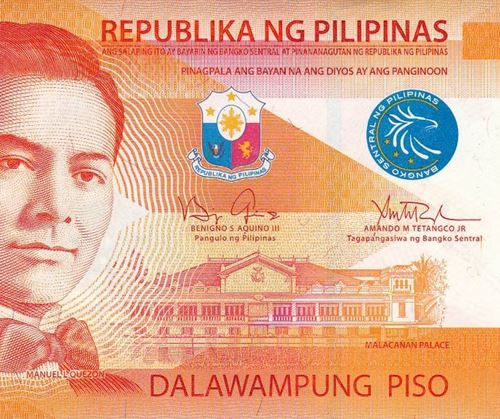 REPUBLIKA NG PILIPINAS
ANG SALAPING ITO AY BAYARIN NG BANGKO SENTRAL AT PINANANAGUTAN NG REPUBLIKA NG PILIPINAS
PINAGPALA ANG BAYAN NA ANG DIYOS AY ANG PANGINOON
REPUBLIKA NG PILIPINAS
BANGKO SENTRAL NG PILIPINAS
BENIGNO S AQUINO III
Pangulo ng Pilipinas
AMANDO M TETANGCO JR
Tagapangasiwa ng Bangko Sentral
MALACAÑAN PALACE
MANUEL L QUEZON
DALAWAMPUNG PISO